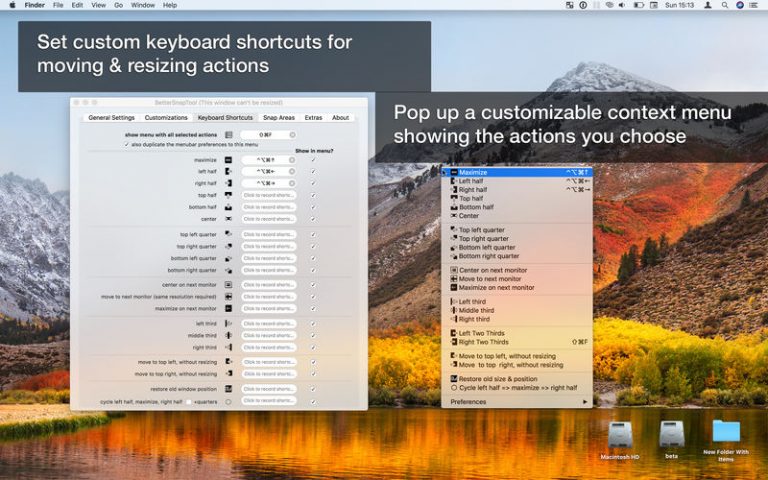 Finder File Edit View Go Window Help
Sun 15:13
Set custom keyboard shortcuts for
moving & resizing actions
BetterSnapTool (This window can't be resized)
General Settings Customizations Keyboard Shortcuts Snap Areas Extras About
show menu with all selected actions ⇧⌘F
✓ also duplicate the menubar preferences to this menu
Show in menu?
maximize ^⌥⌘↑
left half ^⌥⌘←
right half ^⌥⌘→
top half Click to record shortc...
bottom half Click to record shortc...
center Click to record shortc...
top left quarter Click to record shortc...
top right quarter Click to record shortc...
bottom left quarter Click to record shortc...
bottom right quarter Click to record shortc...
center on next monitor Click to record shortc...
move to next monitor (same resolution required) Click to record shortc...
maximize on next monitor Click to record shortc...
left third Click to record shortc...
middle third Click to record shortc...
right third Click to record shortc...
move to top left, without resizing Click to record shortc...
move to top right, without resizing Click to record shortc...
restore old window position Click to record shortc...
cycle left half, maximize, right half +quarters Click to record shortc...
Pop up a customizable context menu
showing the actions you choose
Maximize ^⌥⌘↑
Left half ^⌥⌘←
Right half ^⌥⌘→
Top half
Bottom half
Center
Top left quarter
Top right quarter
Bottom left quarter
Bottom right quarter
Center on next monitor
Move to next monitor
Maximize on next monitor
Left third
Middle third
Right third
Left Two Thirds
Right Two Thirds ⇧⌘F
Move to top left, without resizing
Move to top right, without resizing
Restore old size & position
Cycle left half => maximize => right half
Preferences
Macintosh HD
beta
New Folder With
Items